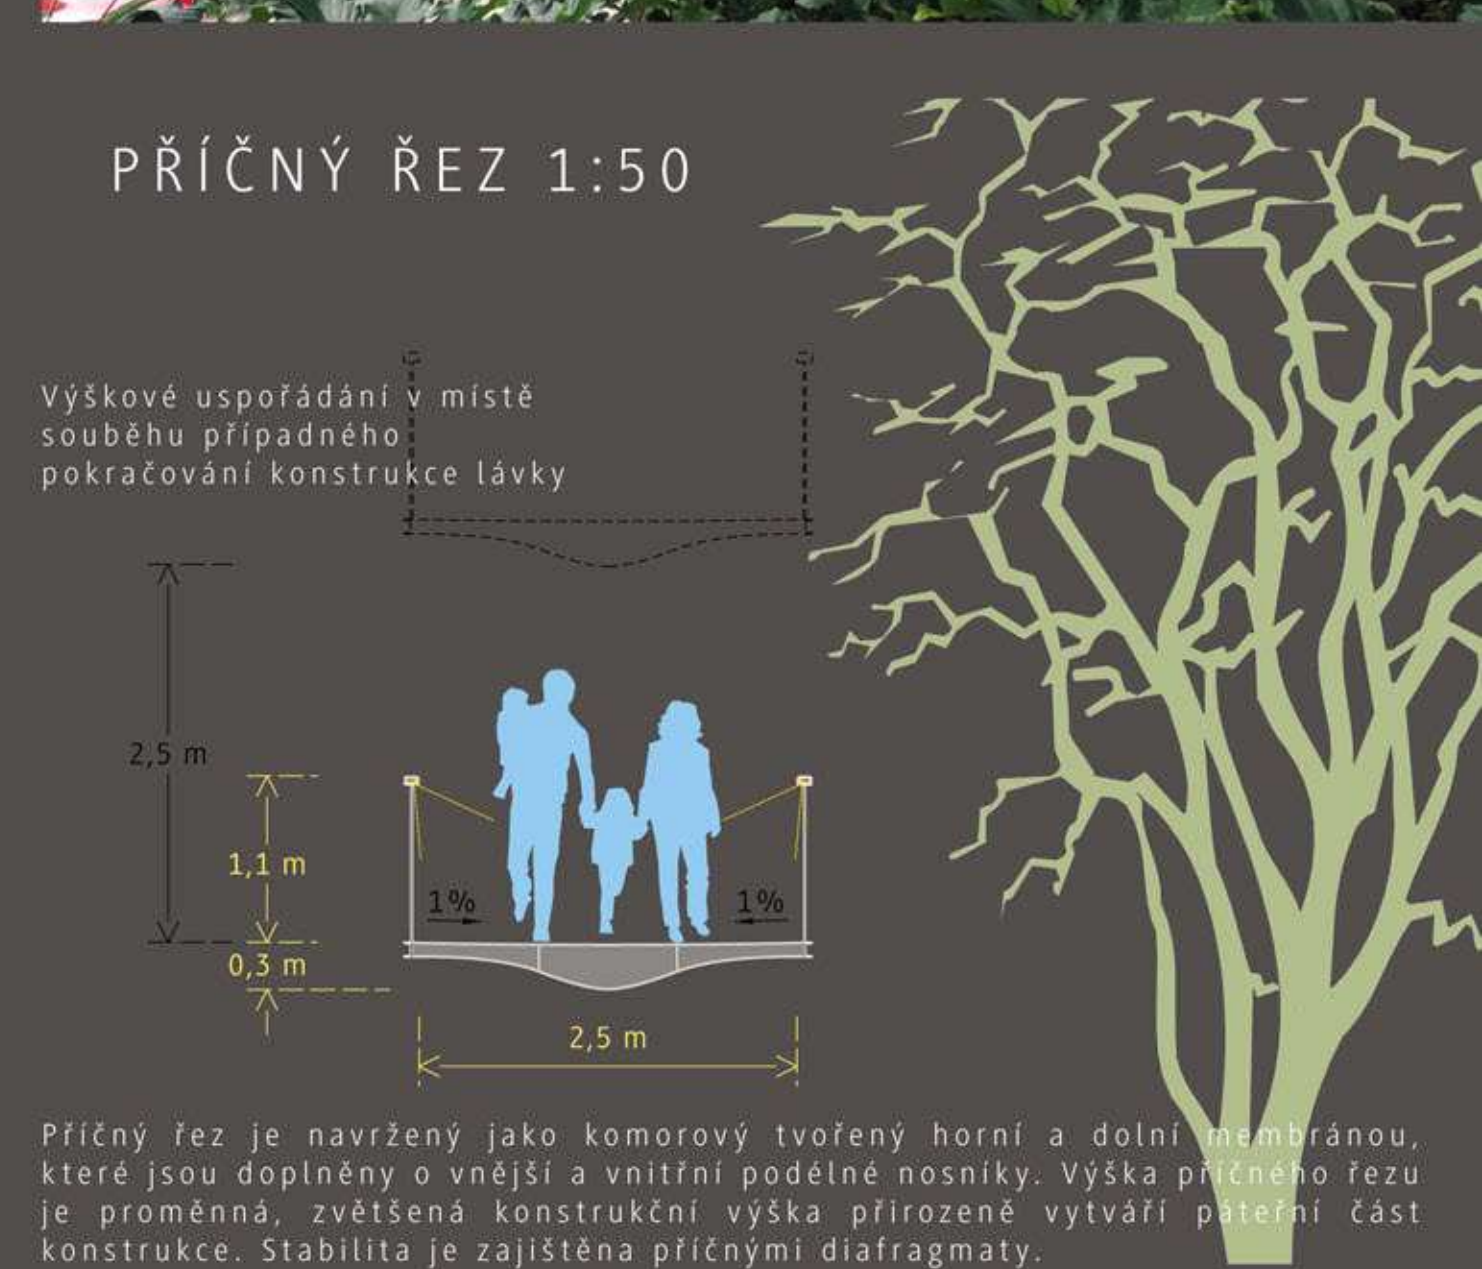 PŘÍČNÝ ŘEZ 1:50
Výškové uspořádání v místě
souběhu případného
pokračování konstrukce lávky
2,5 m
1,1 m
1%
1%
0,3 m
2,5 m
Příčný řez je navržený jako komorový tvořený horní a dolní membránou,
které jsou doplněny o vnější a vnitřní podélné nosníky. Výška příčného řezu
je proměnná, zvětšená konstrukční výška přirozeně vytváří páteřní část
konstrukce. Stabilita je zajištěna příčnými diafragmaty.